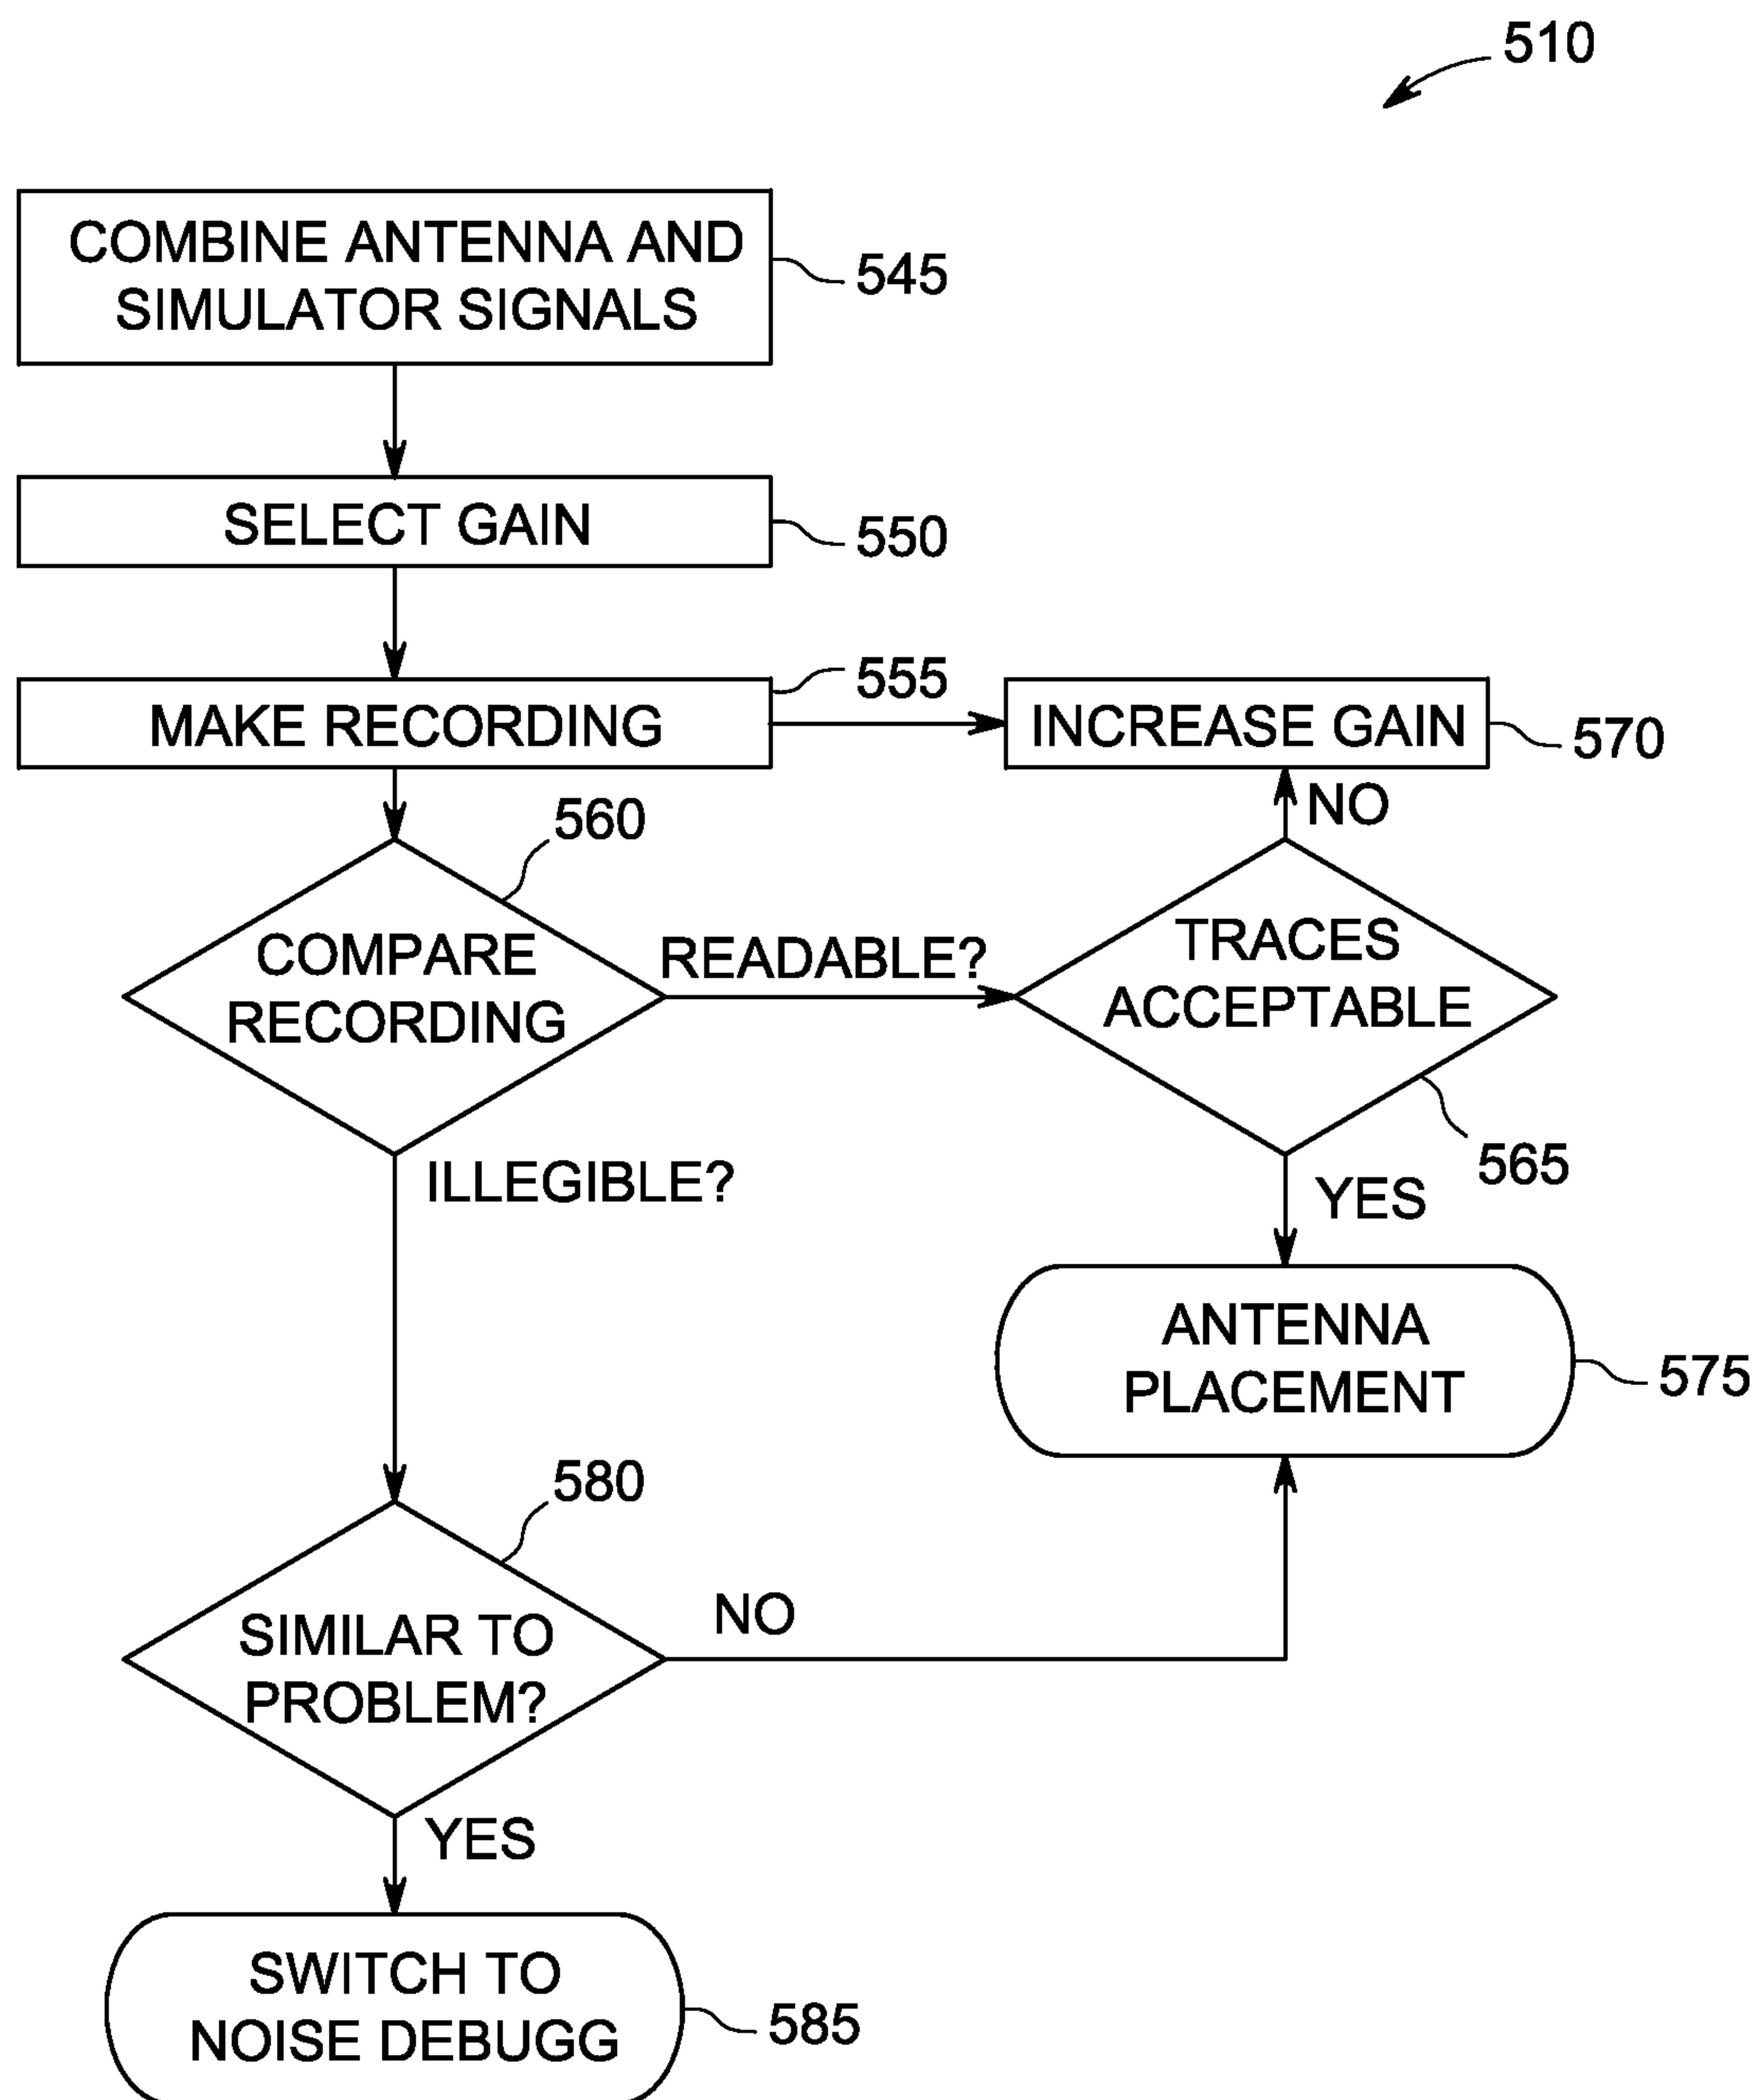 510
COMBINE ANTENNA AND
SIMULATOR SIGNALS
545
SELECT GAIN
550
MAKE RECORDING
555
INCREASE GAIN
570
NO
560
COMPARE
RECORDING
READABLE?
TRACES
ACCEPTABLE
565
ILLEGIBLE?
YES
ANTENNA
PLACEMENT
575
580
SIMILAR TO
PROBLEM?
NO
YES
SWITCH TO
NOISE DEBUGG
585